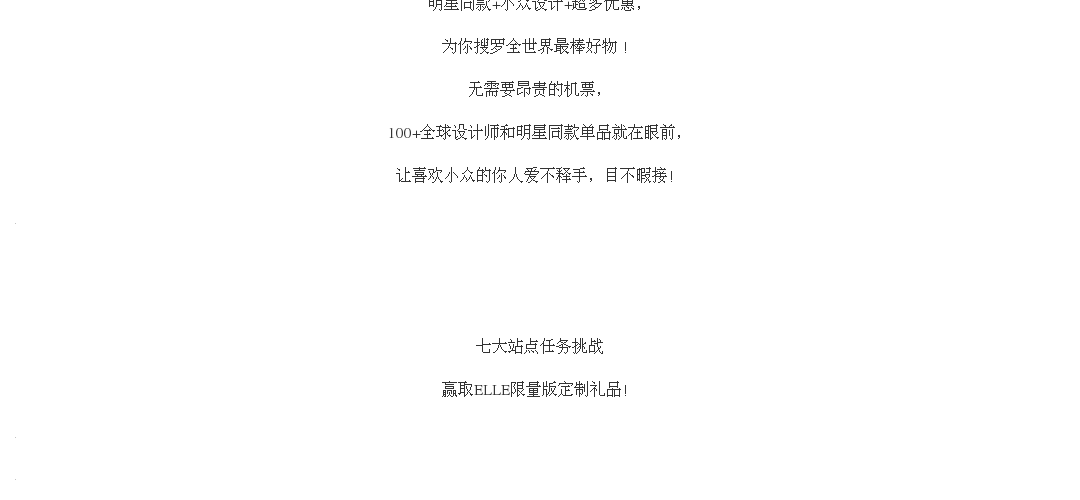 明星同款+小众设计+超多优惠，
为你搜罗全世界最棒好物！
无需要昂贵的机票，
100+全球设计师和明星同款单品就在眼前，
让喜欢小众的你人爱不释手，目不暇接！
七大站点任务挑战
赢取ELLE限量版定制礼品！